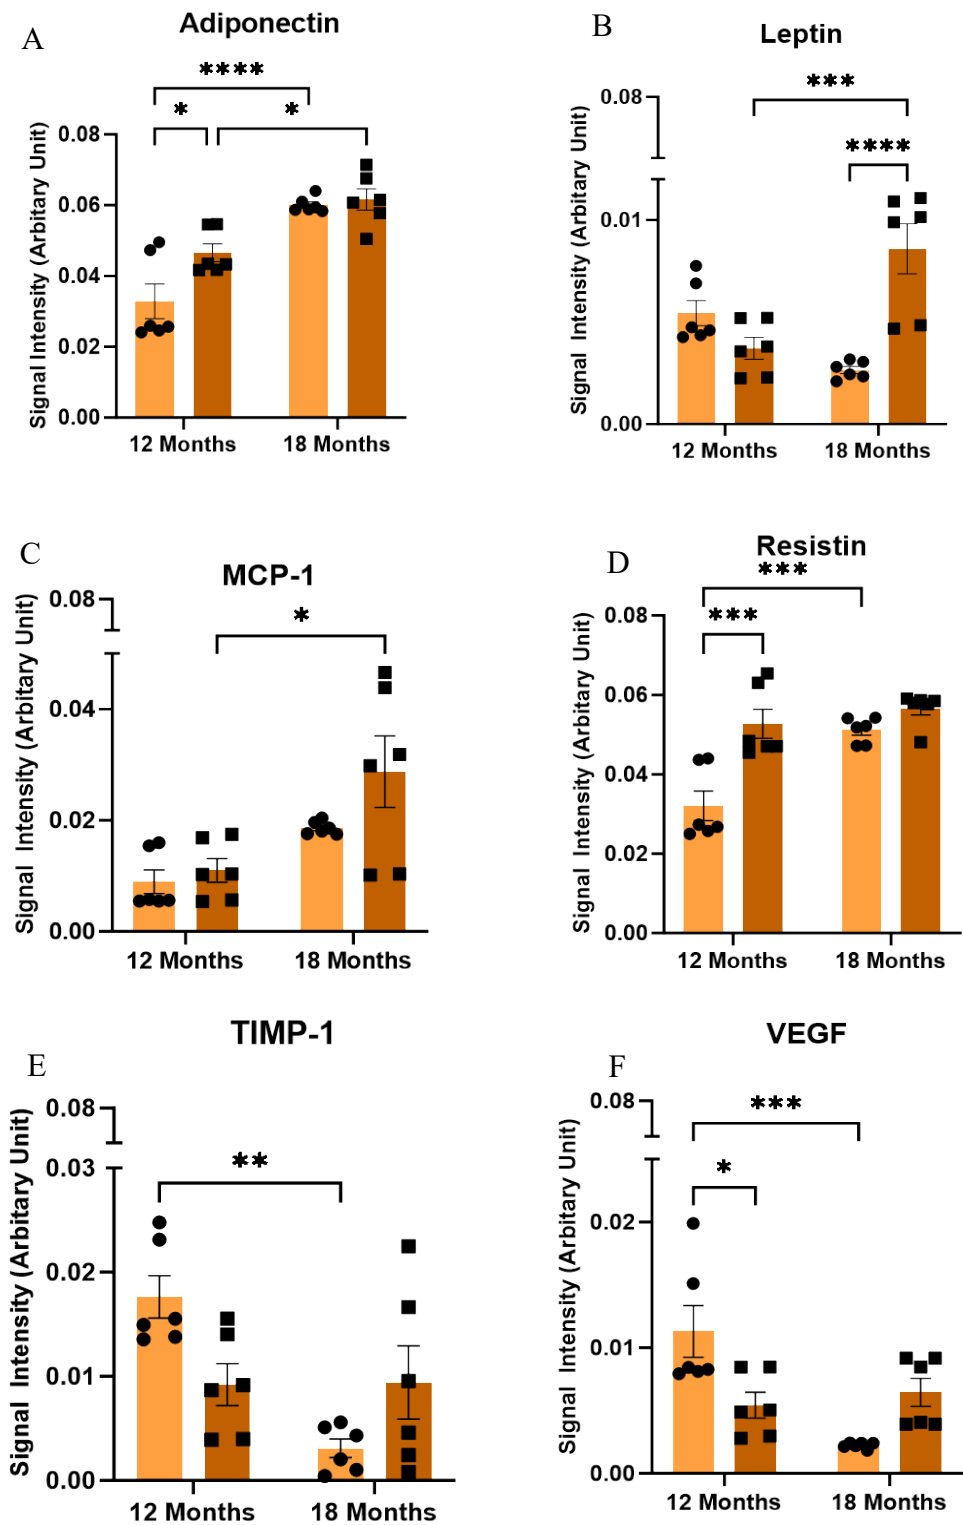 A
Adiponectin
****
*
*
Signal Intensity (Arbitary Unit)
0.08
0.06
0.04
0.02
0.00
12 Months
18 Months
B
Leptin
***
****
Signal Intensity (Arbitary Unit)
0.08
0.01
0.00
12 Months
18 Months
C
MCP-1
*
Signal Intensity (Arbitary Unit)
0.08
0.04
0.02
0.00
12 Months
18 Months
D
Resistin
***
***
Signal Intensity (Arbitary Unit)
0.08
0.06
0.04
0.02
0.00
12 Months
18 Months
E
TIMP-1
**
Signal Intensity (Arbitary Unit)
0.08
0.03
0.02
0.01
0.00
12 Months
18 Months
F
VEGF
***
*
Signal Intensity (Arbitary Unit)
0.08
0.02
0.01
0.00
12 Months
18 Months